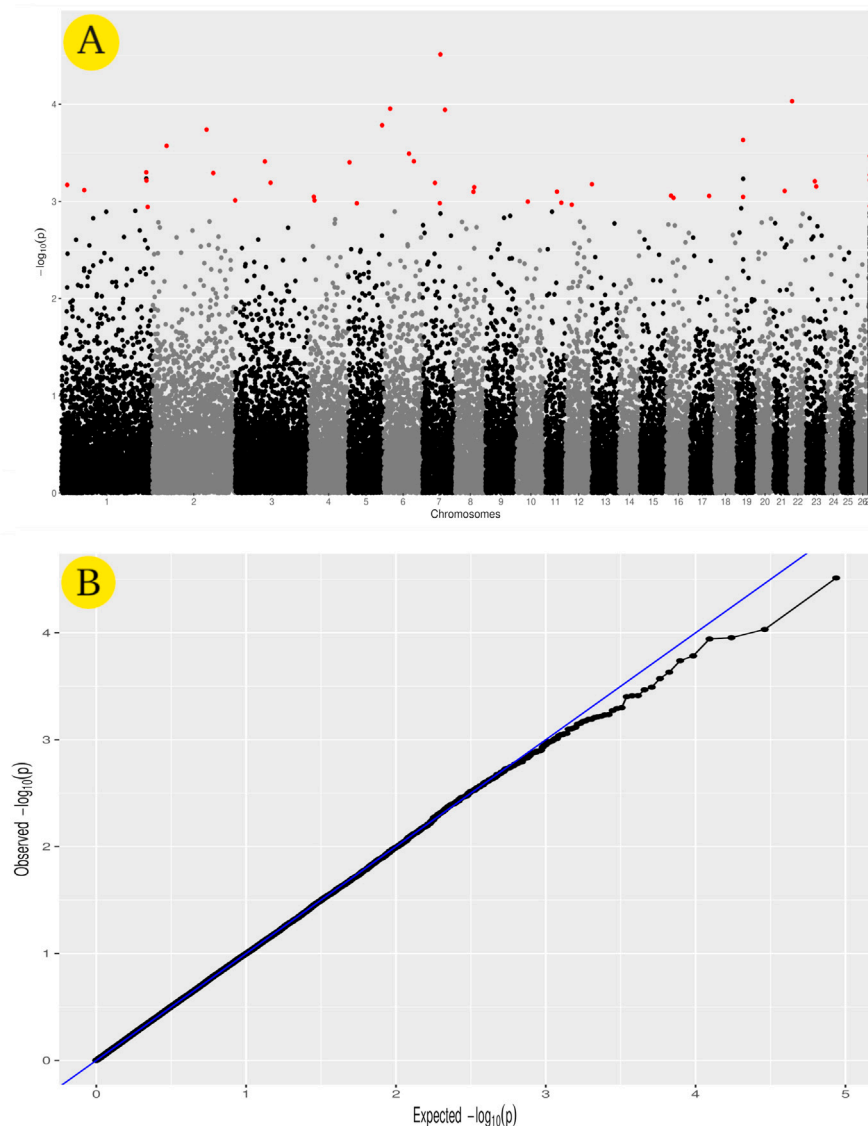 A
4
3
2
1
0
−log10(p)
1 2 3 4 5 6 7 8 9 10 11 12 13 14 15 16 17 18 19 20 21 22 23 24 25 26
Chromosomes
B
4
3
2
1
0
Observed −log10(p)
0 1 2 3 4 5
Expected −log10(p)